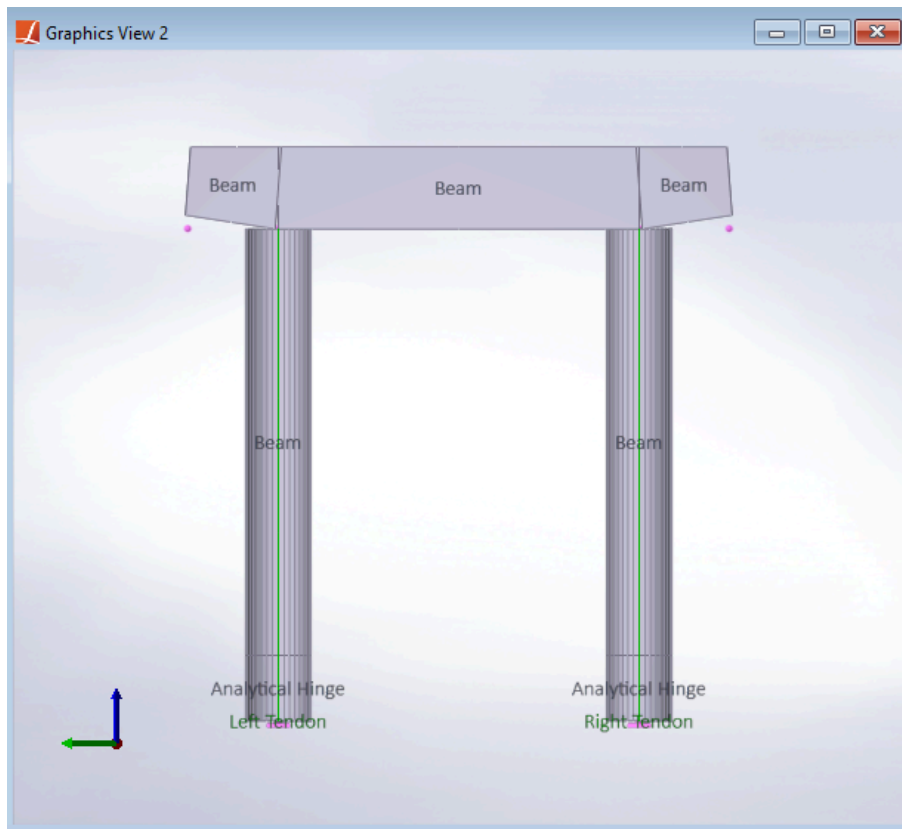 Graphics View 2
Beam
Beam
Beam
Beam
Beam
Analytical Hinge
Analytical Hinge
Left Tendon
Right Tendon